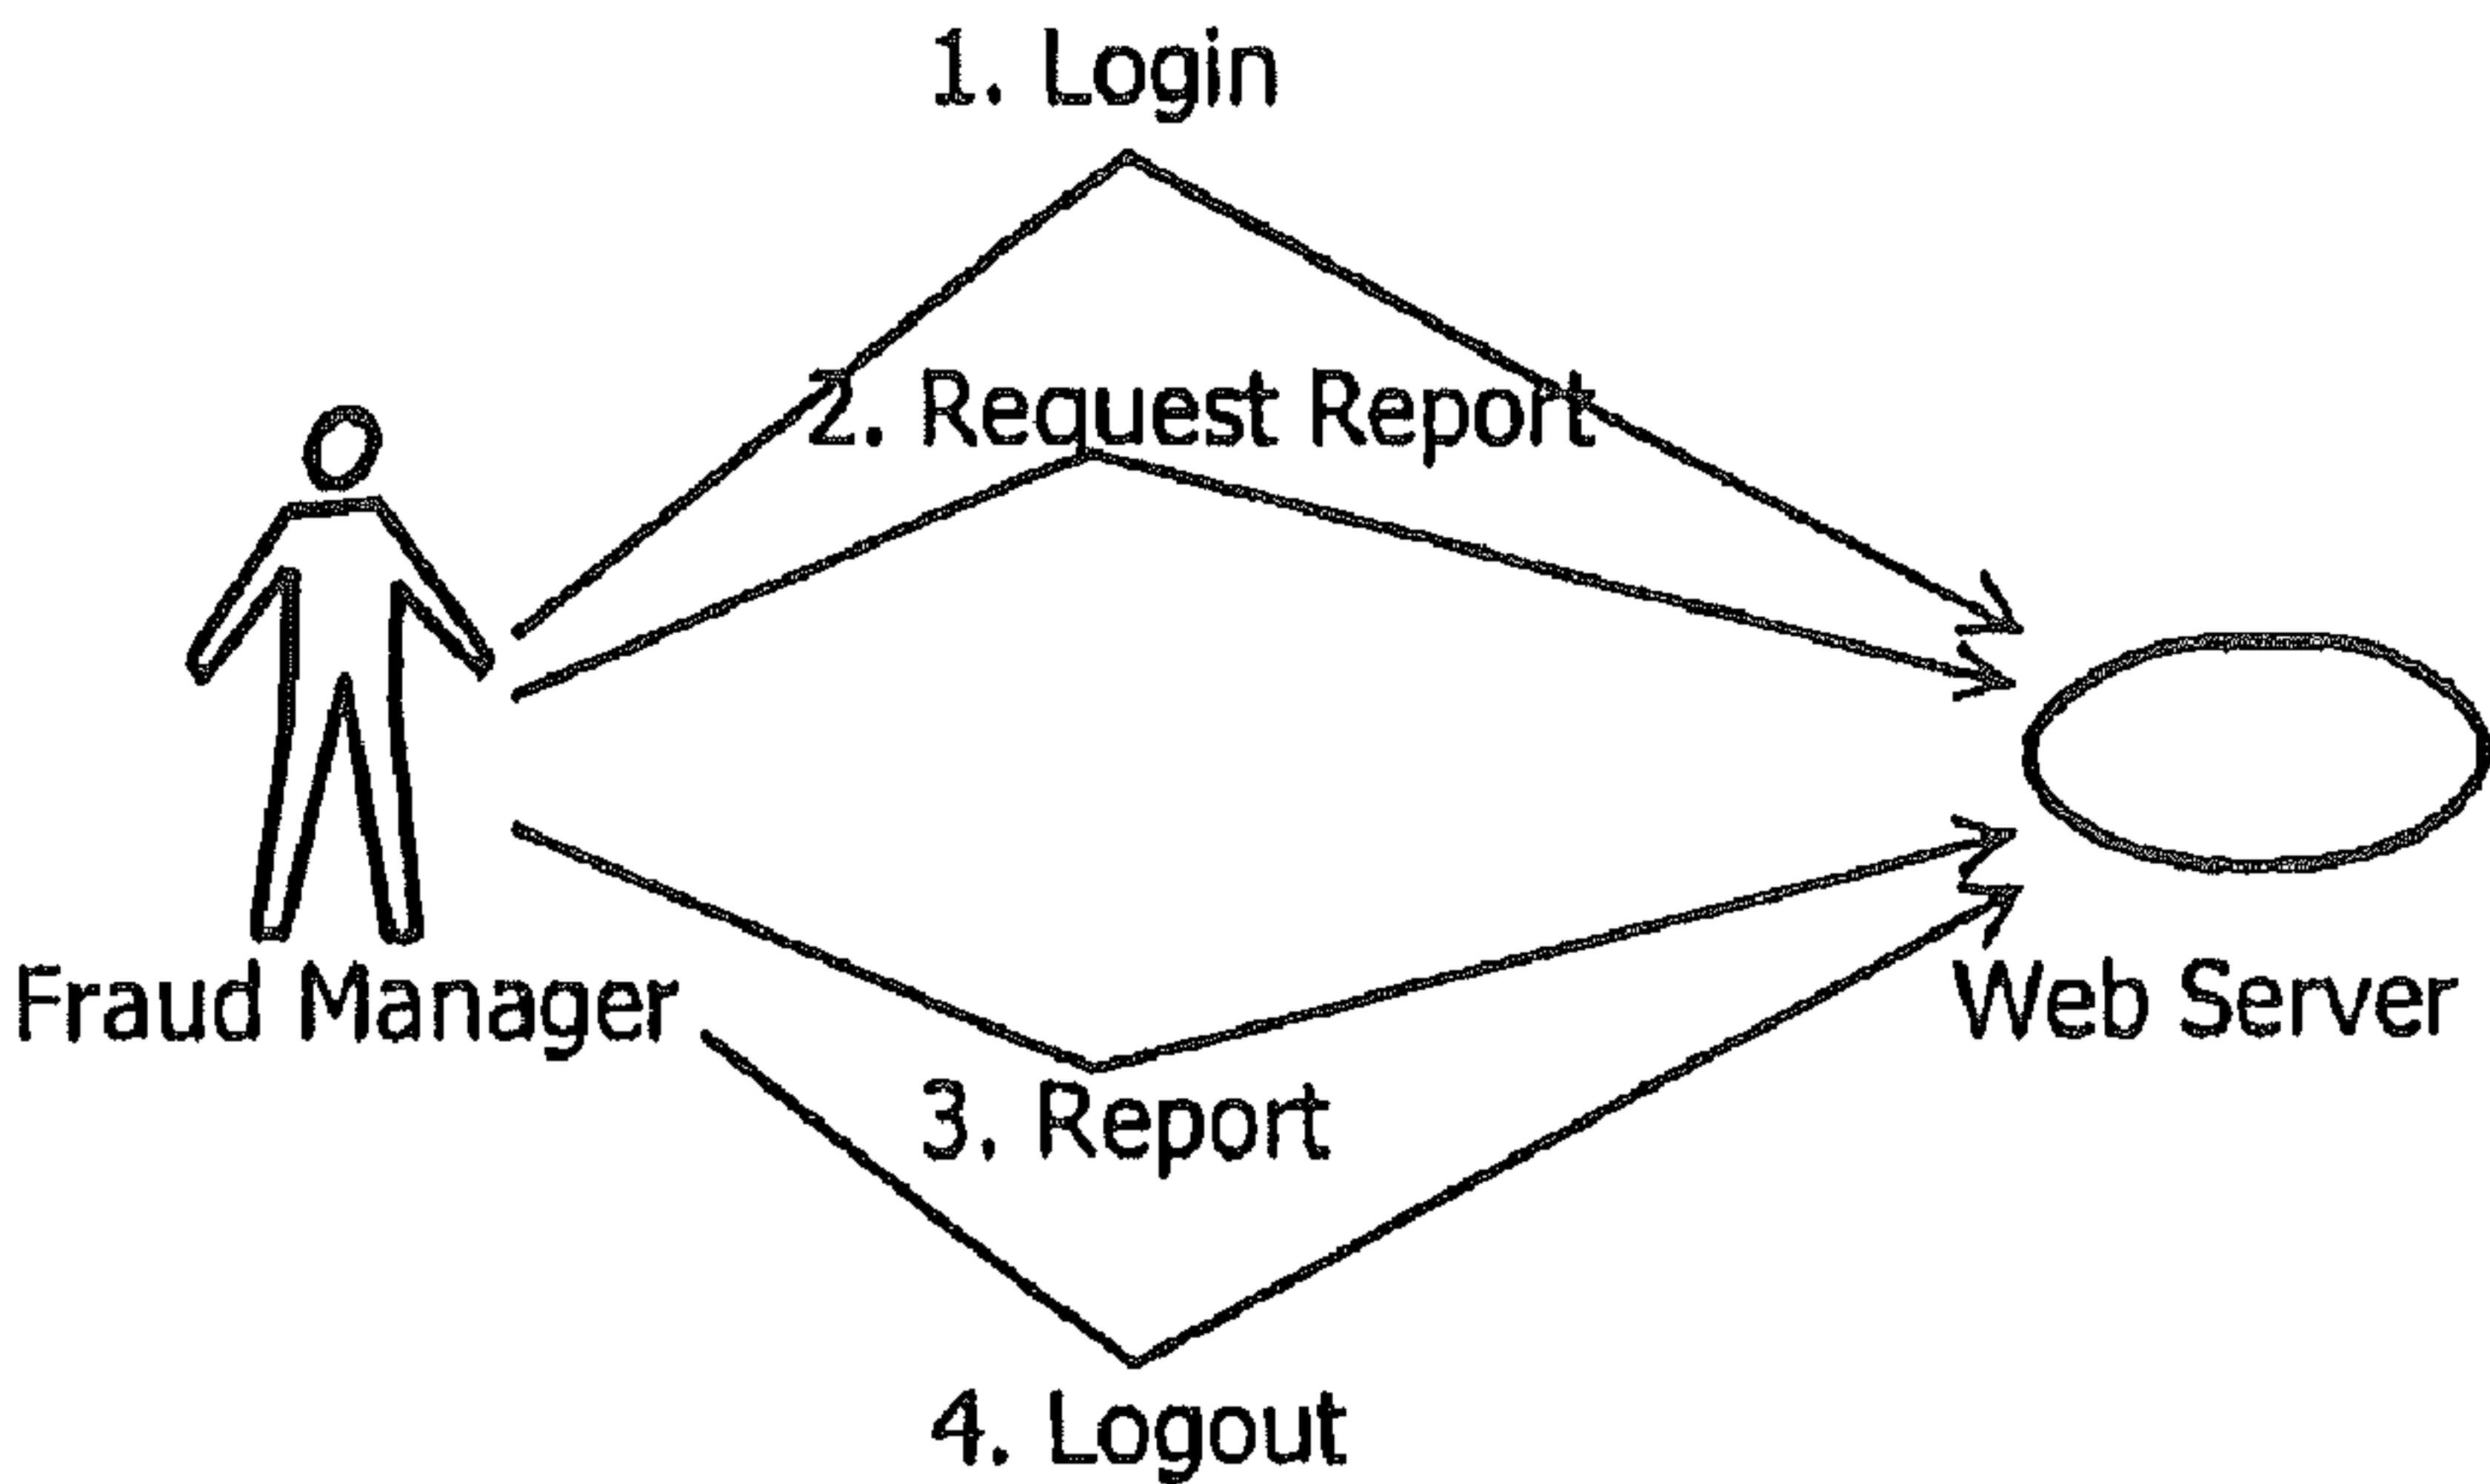 1. Login
2. Request Report
Fraud Manager
Web Server
3. Report
4. Logout